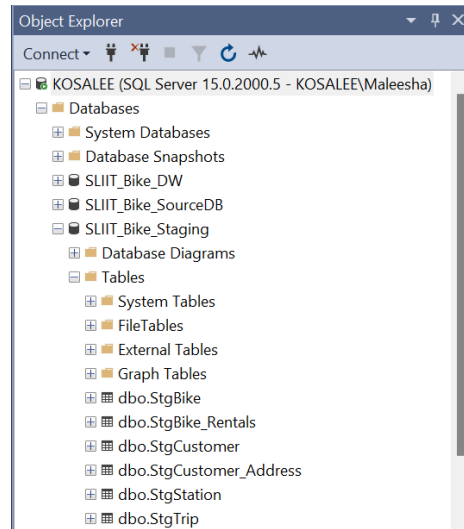 Object Explorer
Connect
KOSALEE (SQL Server 15.0.2000.5 - KOSALEE\Maleesha)
Databases
System Databases
Database Snapshots
SLIIT_Bike_DW
SLIIT_Bike_SourceDB
SLIIT_Bike_Staging
Database Diagrams
Tables
System Tables
FileTables
External Tables
Graph Tables
dbo.StgBike
dbo.StgBike_Rentals
dbo.StgCustomer
dbo.StgCustomer_Address
dbo.StgStation
dbo.StgTrip